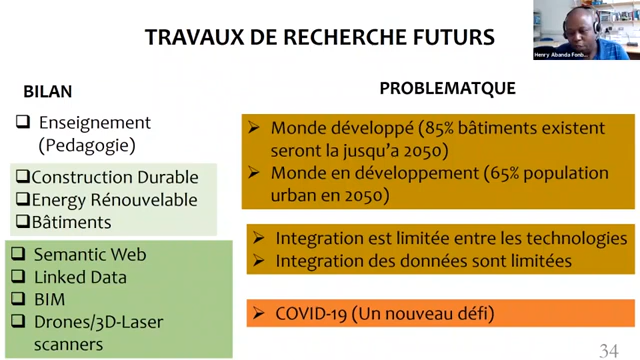 TRAVAUX DE RECHERCHE FUTURS
Henry Abanda Fonb...
BILAN
❑ Enseignement
(Pedagogie)
❑Construction Durable
❑Energy Rénouvelable
❑Bâtiments
❑ Semantic Web
❑ Linked Data
❑ BIM
❑ Drones/3D-Laser
scanners
PROBLEMATQUE
➢ Monde développé (85% bâtiments existent
seront la jusqu’a 2050)
➢ Monde en développement (65% population
urban en 2050)
➢ Integration est limitée entre les technologies
➢ Integration des données sont limitées
➢ COVID-19 (Un nouveau défi)
34